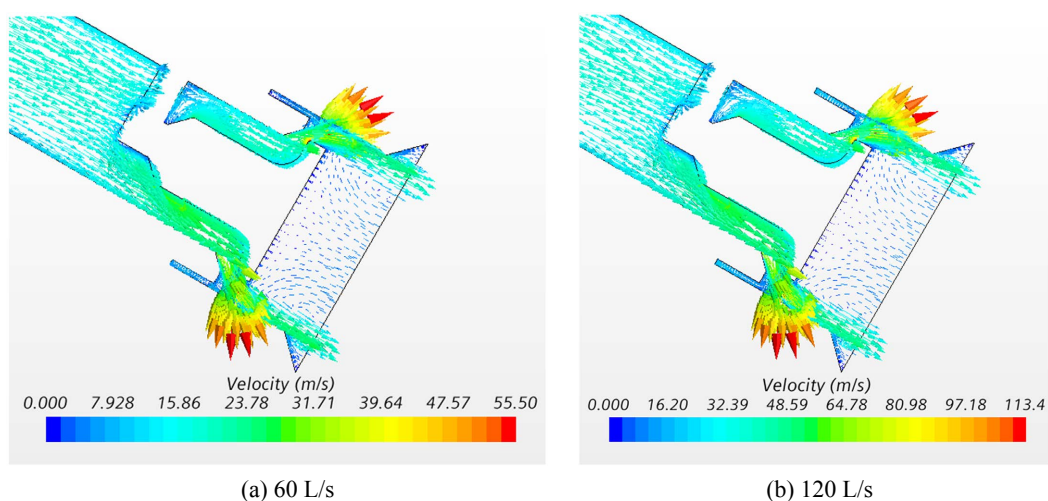 Velocity (m/s)
0.000 7.928 15.86 23.78 31.71 39.64 47.57 55.50
(a) 60 L/s
Velocity (m/s)
0.000 16.20 32.39 48.59 64.78 80.98 97.18 113.4
(b) 120 L/s